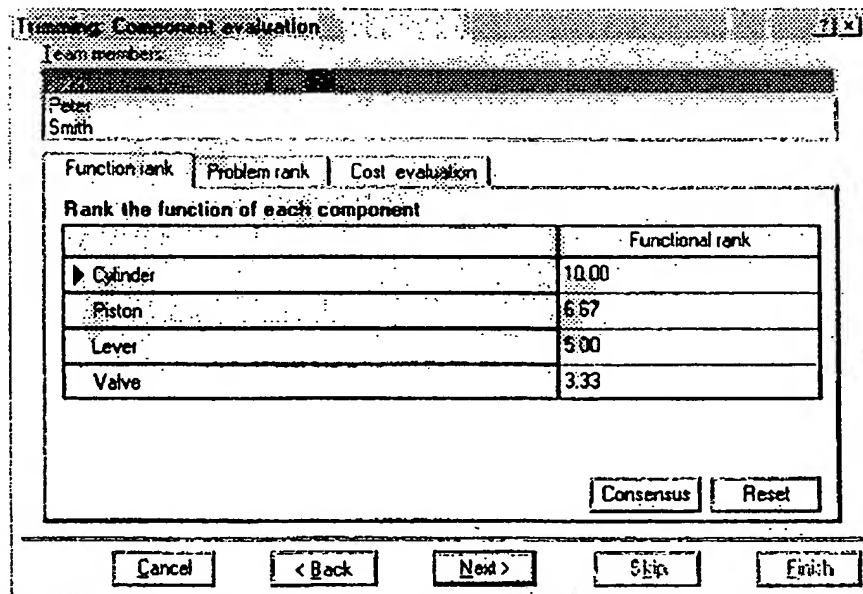 Trimming: Component evaluation ? x
Team members
Peter
Smith
Function rank Problem rank Cost evaluation
Rank the function of each component
Functional rank
Cylinder 10.00
Piston 6.67
Lever 5.00
Valve 3.33
Consensus Reset
Cancel < Back Next > Skip Finish